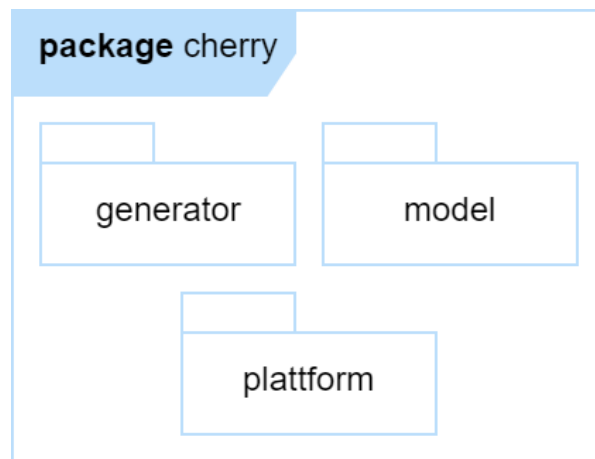 package cherry
generator
model
plattform